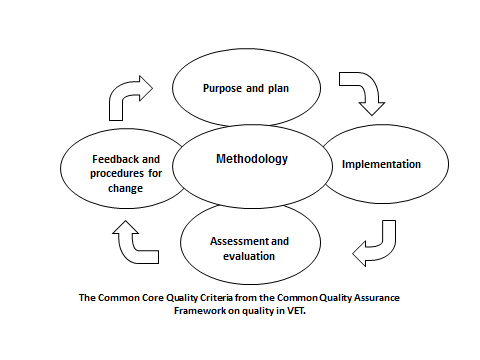 Purpose and plan
Feedback and
procedures for
change
Methodology
Implementation
Assessment and
evaluation
The Common Core Quality Criteria from the Common Quality Assurance
Framework on quality in VET.